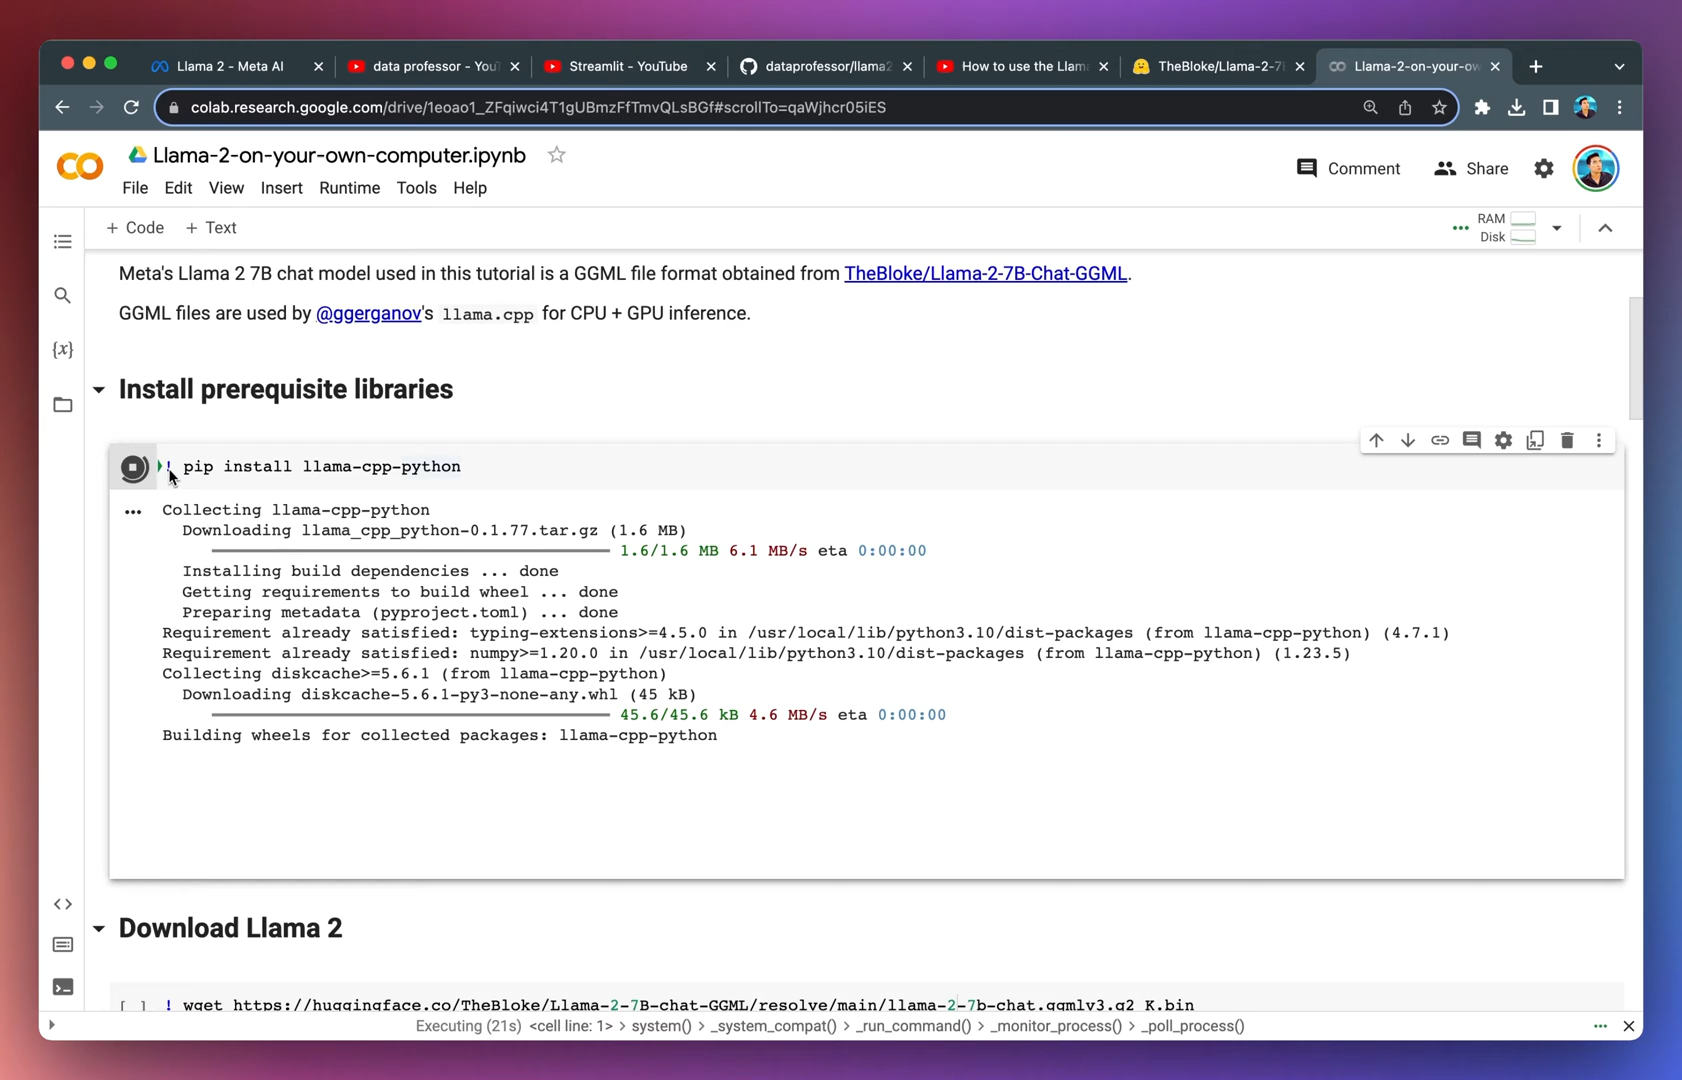 Llama 2 - Meta AI
data professor - You
Streamlit - YouTube
dataprofessor/llama2
How to use the Llam
TheBloke/Llama-2-7
Llama-2-on-your-ow
colab.research.google.com/drive/1eoao1_ZFqiwci4T1gUBmzFfTmvQLsBGf#scrollTo=qaWjhcr05iES
Llama-2-on-your-own-computer.ipynb
Comment
Share
File Edit View Insert Runtime Tools Help
+ Code + Text
RAM
Disk
Meta's Llama 2 7B chat model used in this tutorial is a GGML file format obtained from TheBloke/Llama-2-7B-Chat-GGML.
GGML files are used by @ggerganov's llama.cpp for CPU + GPU inference.
{x}
Install prerequisite libraries
! pip install llama-cpp-python
Collecting llama-cpp-python
Downloading llama_cpp_python-0.1.77.tar.gz (1.6 MB)
1.6/1.6 MB 6.1 MB/s eta 0:00:00
Installing build dependencies ... done
Getting requirements to build wheel ... done
Preparing metadata (pyproject.toml) ... done
Requirement already satisfied: typing-extensions>=4.5.0 in /usr/local/lib/python3.10/dist-packages (from llama-cpp-python) (4.7.1)
Requirement already satisfied: numpy>=1.20.0 in /usr/local/lib/python3.10/dist-packages (from llama-cpp-python) (1.23.5)
Collecting diskcache>=5.6.1 (from llama-cpp-python)
Downloading diskcache-5.6.1-py3-none-any.whl (45 kB)
45.6/45.6 kB 4.6 MB/s eta 0:00:00
Building wheels for collected packages: llama-cpp-python
Download Llama 2
[ ] ! wget https://huggingface.co/TheBloke/Llama-2-7B-chat-GGML/resolve/main/llama-2-7b-chat.ggmlv3.q2_K.bin
Executing (21s) <cell line: 1> > system() > _system_compat() > _run_command() > _monitor_process() > _poll_process()